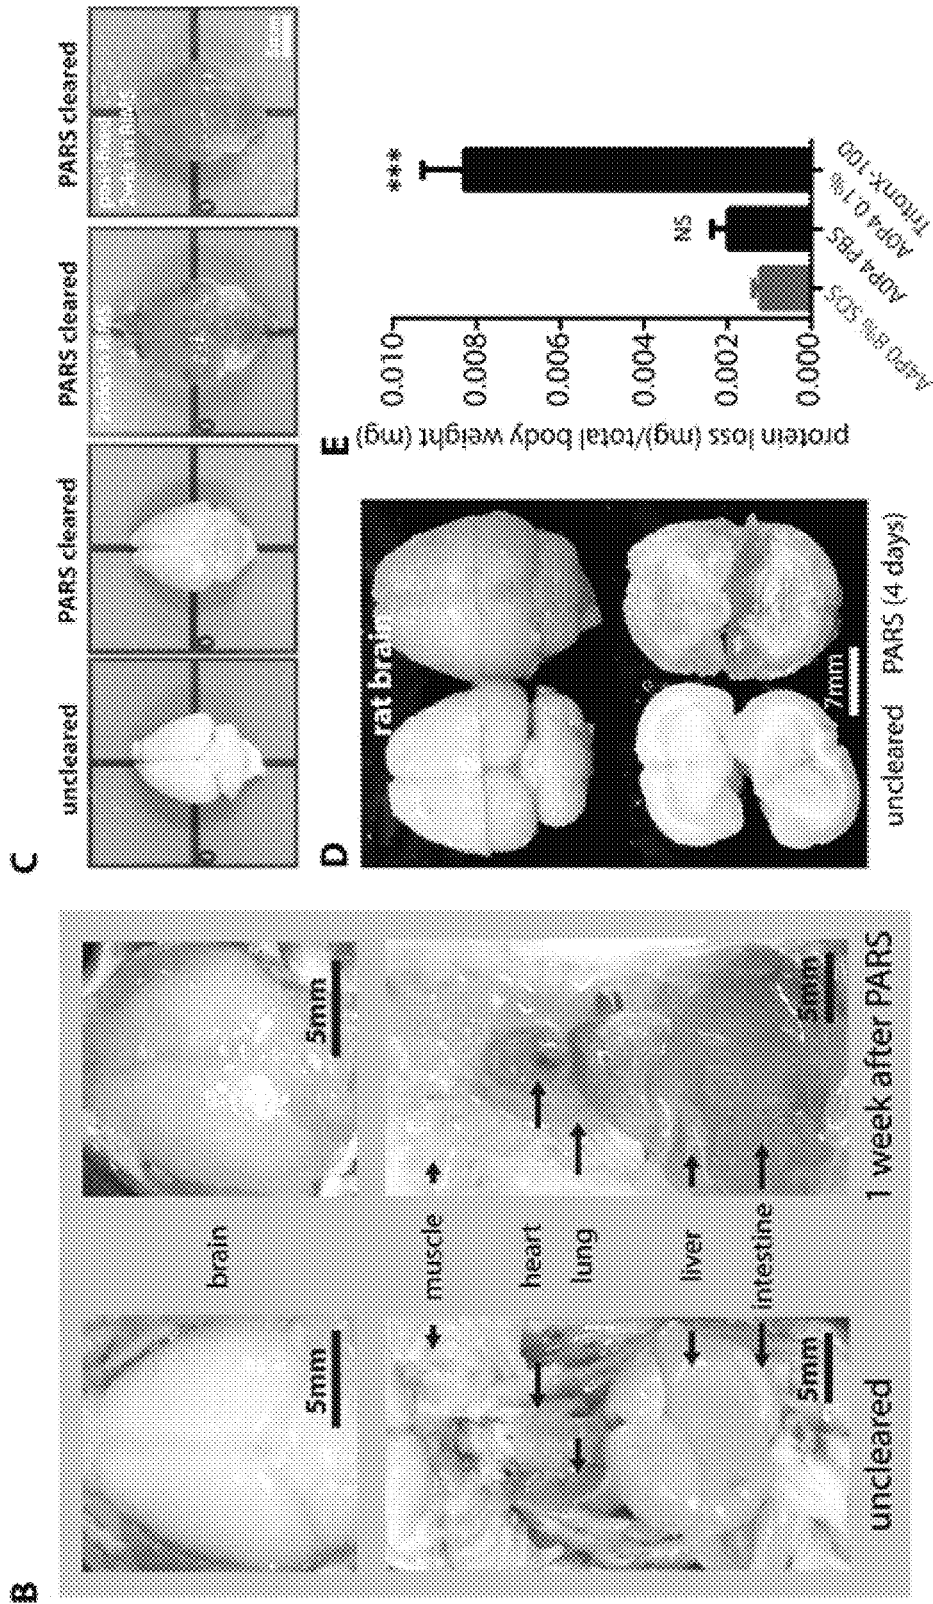 B
brain
5mm
5mm
muscle
heart
lung
liver
intestine
5mm
5mm
uncleared
1 week after PARS
C
uncleared
PARS cleared
PARS cleared
PARS cleared
D
rat brain
7mm
uncleared
PARS (4 days)
E
protein loss (mg)/total body weight (mg)
0.010
0.008
0.006
0.004
0.002
0.000
NS
***
A4P0 8% SDS
A0P4 PBS
A0P4 0.1%
TritonX-100